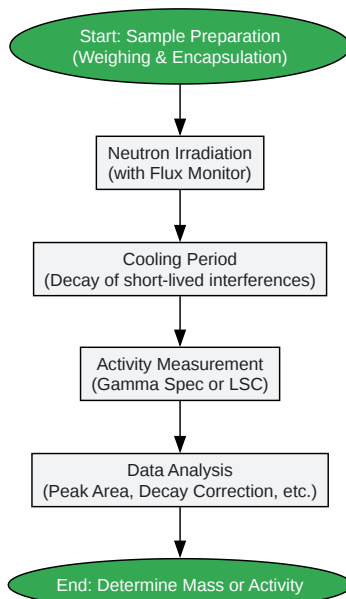 Start: Sample Preparation
(Weighing & Encapsulation)
Neutron Irradiation
(with Flux Monitor)
Cooling Period
(Decay of short-lived interferences)
Activity Measurement
(Gamma Spec or LSC)
Data Analysis
(Peak Area, Decay Correction, etc.)
End: Determine Mass or Activity